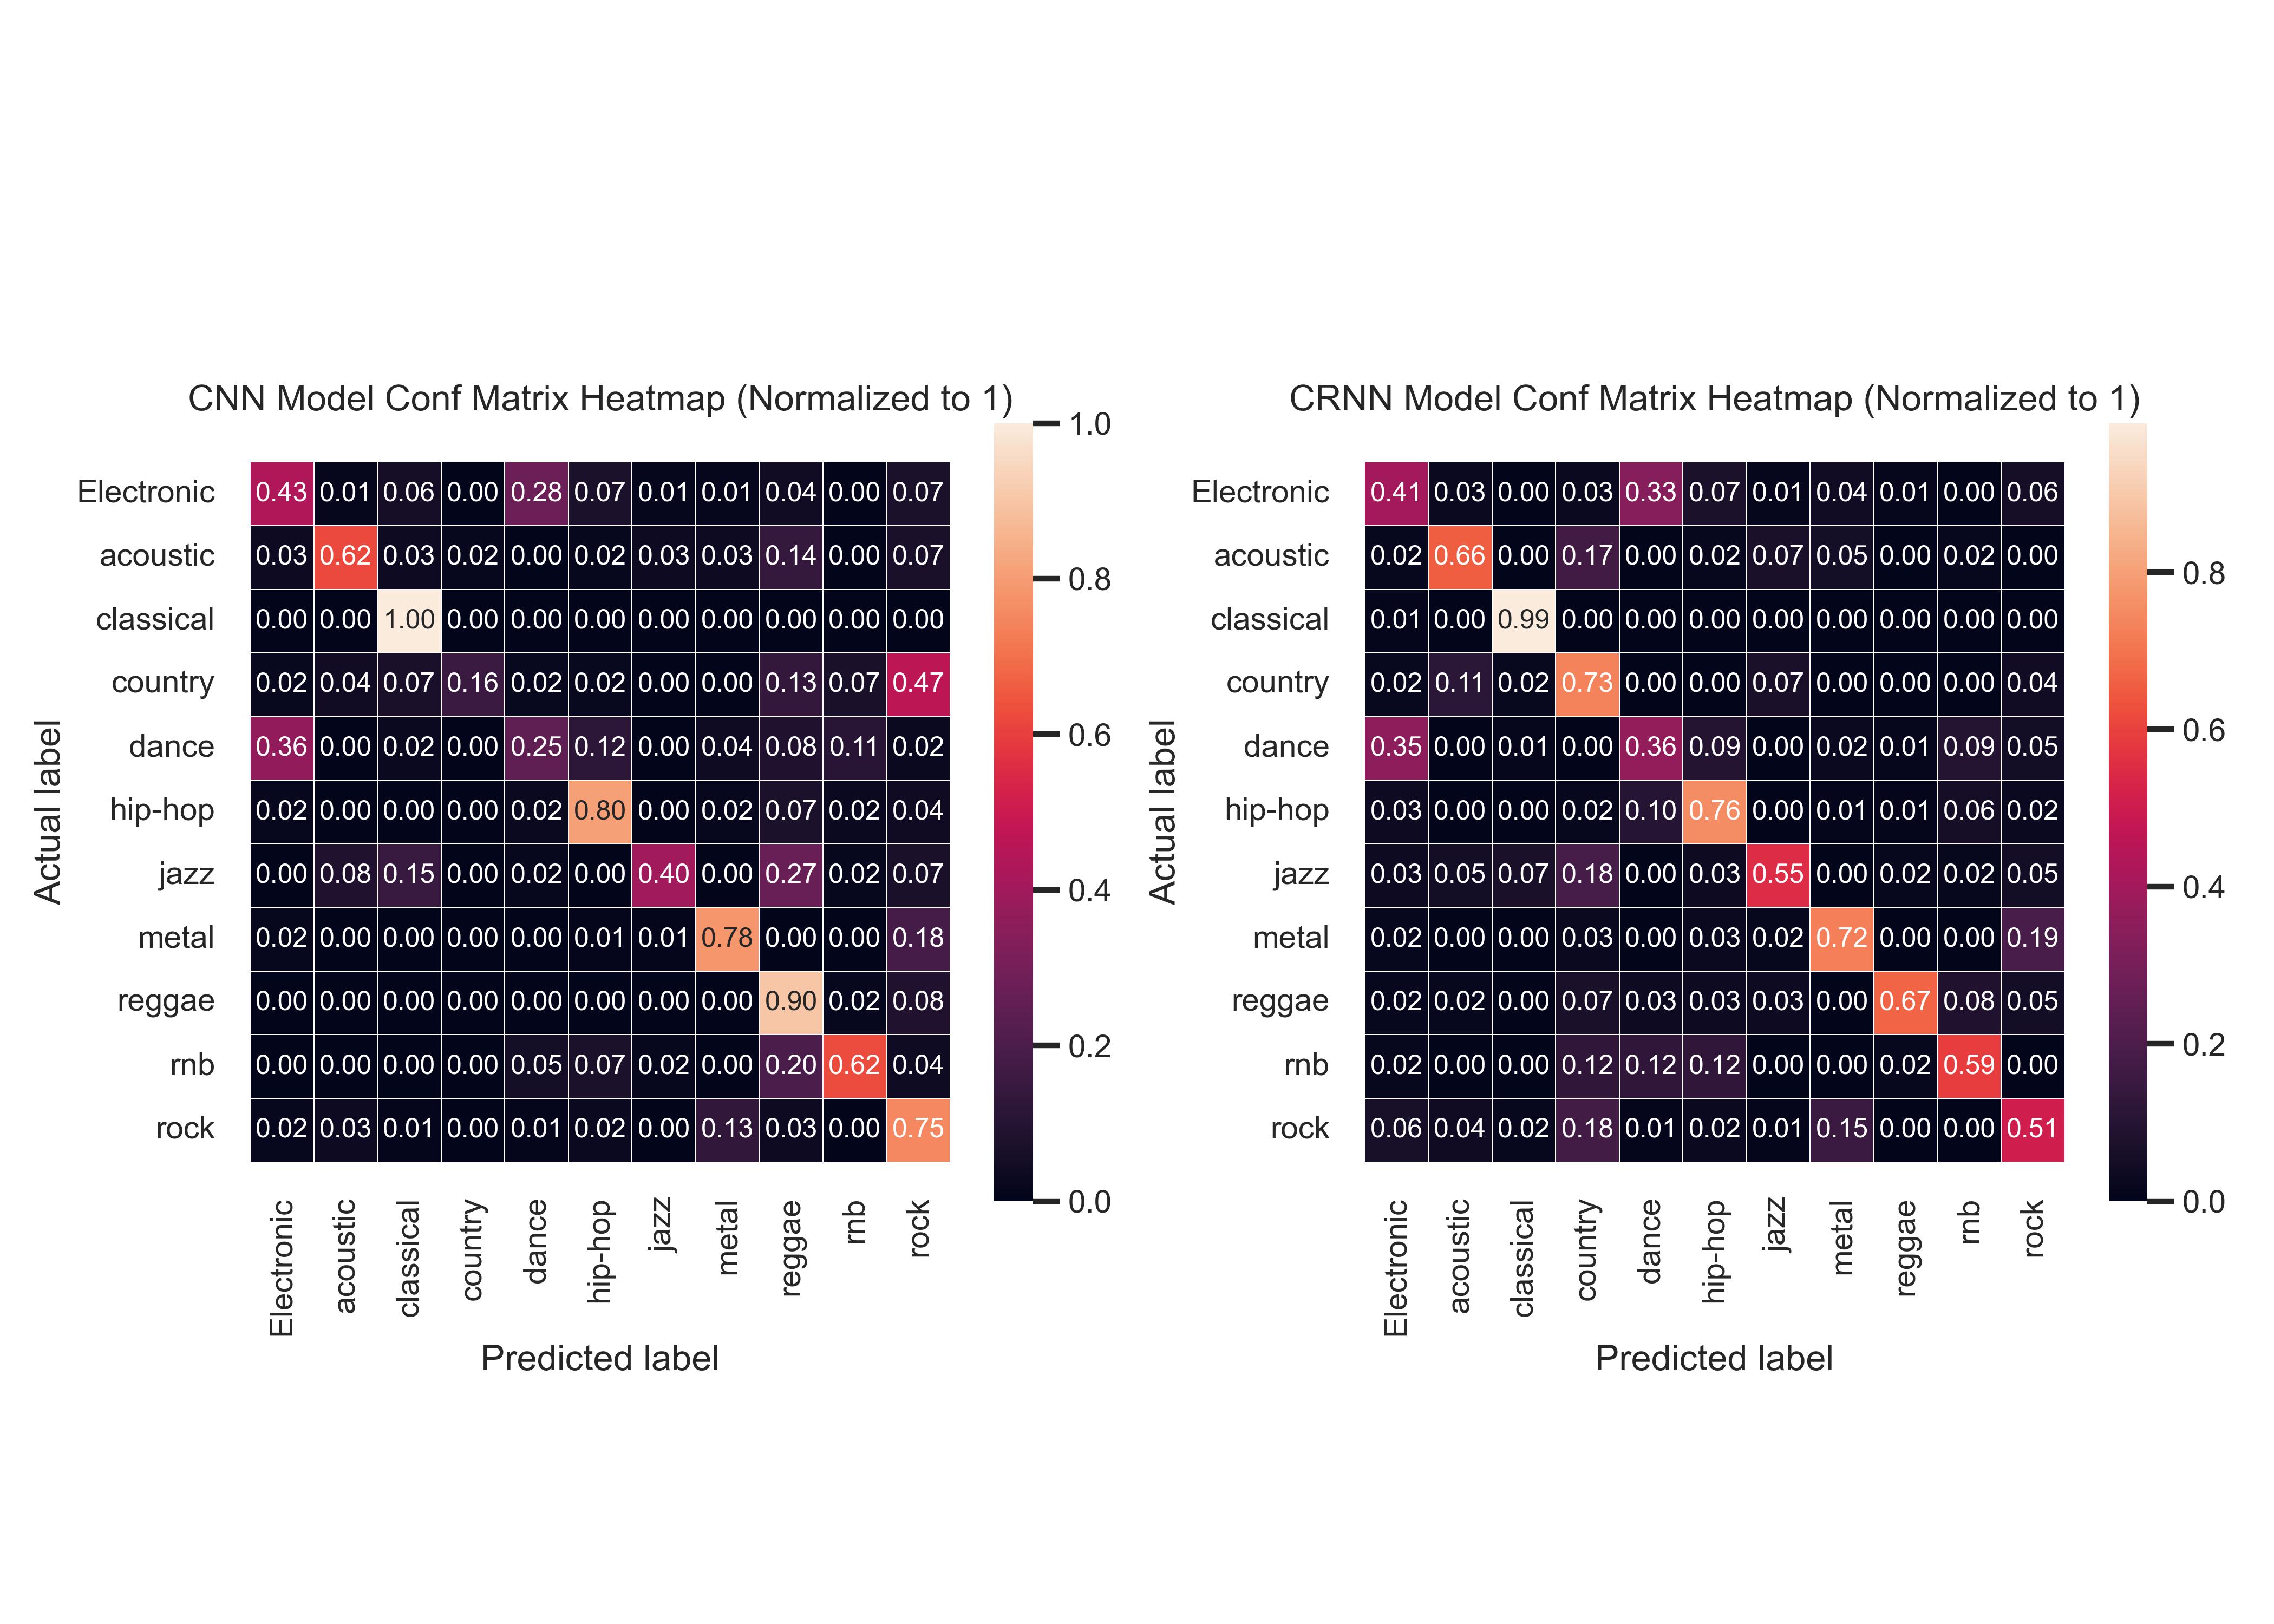 CNN Model Conf Matrix Heatmap (Normalized to 1)
1.0
0.8
0.6
0.4
0.2
0.0
Actual label
Electronic 0.43 0.01 0.06 0.00 0.28 0.07 0.01 0.01 0.04 0.00 0.07
acoustic 0.03 0.62 0.03 0.02 0.00 0.02 0.03 0.03 0.14 0.00 0.07
classical 0.00 0.00 1.00 0.00 0.00 0.00 0.00 0.00 0.00 0.00 0.00
country 0.02 0.04 0.07 0.16 0.02 0.02 0.00 0.00 0.13 0.07 0.47
dance 0.36 0.00 0.02 0.25 0.12 0.00 0.04 0.08 0.11 0.02
hip-hop 0.02 0.00 0.00 0.00 0.02 0.80 0.00 0.02 0.07 0.02 0.04
jazz 0.00 0.08 0.15 0.00 0.02 0.00 0.40 0.00 0.27 0.02 0.07
metal 0.02 0.00 0.00 0.00 0.00 0.01 0.01 0.78 0.00 0.00 0.18
reggae 0.00 0.00 0.00 0.00 0.00 0.00 0.00 0.00 0.90 0.02 0.08
rnb 0.00 0.00 0.00 0.00 0.05 0.07 0.02 0.00 0.20 0.62 0.04
rock 0.02 0.03 0.01 0.00 0.01 0.02 0.00 0.13 0.03 0.00 0.75
Electronic acoustic classical country dance hip-hop jazz metal reggae rnb rock
Predicted label
CRNN Model Conf Matrix Heatmap (Normalized to 1)
0.8
0.6
0.4
0.2
0.0
Actual label
Electronic 0.41 0.03 0.00 0.03 0.33 0.07 0.01 0.04 0.01 0.00 0.06
acoustic 0.02 0.66 0.00 0.17 0.00 0.02 0.07 0.05 0.00 0.02 0.00
classical 0.01 0.00 0.99 0.00 0.00 0.00 0.00 0.00 0.00 0.00 0.00
country 0.02 0.11 0.02 0.73 0.00 0.00 0.07 0.00 0.00 0.00 0.04
dance 0.35 0.00 0.01 0.00 0.36 0.09 0.00 0.02 0.01 0.09 0.05
hip-hop 0.03 0.00 0.00 0.02 0.10 0.76 0.00 0.01 0.01 0.06 0.02
jazz 0.03 0.05 0.07 0.18 0.00 0.03 0.55 0.00 0.02 0.02 0.05
metal 0.02 0.00 0.00 0.03 0.00 0.03 0.02 0.72 0.00 0.00 0.19
reggae 0.02 0.02 0.00 0.07 0.03 0.03 0.03 0.00 0.67 0.08 0.05
rnb 0.02 0.00 0.00 0.12 0.12 0.12 0.00 0.00 0.02 0.59 0.00
rock 0.06 0.04 0.02 0.18 0.01 0.02 0.01 0.15 0.00 0.00 0.51
Electronic acoustic classical country dance hip-hop jazz metal reggae rnb rock
Predicted label